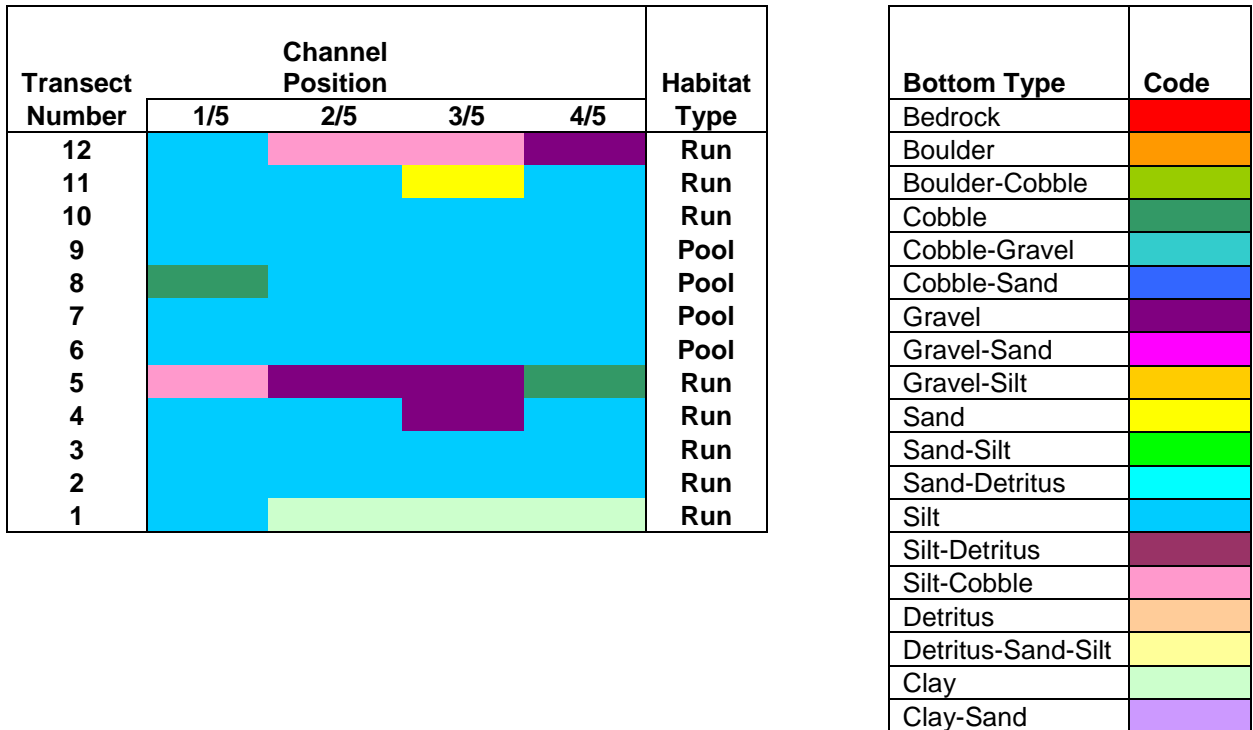 Channel
Transect Position Habitat
Number 1/5 2/5 3/5 4/5 Type
12 Run
11 Run
10 Run
9 Pool
8 Pool
7 Pool
6 Pool
5 Run
4 Run
3 Run
2 Run
1 Run
Bottom Type Code
Bedrock
Boulder
Boulder-Cobble
Cobble
Cobble-Gravel
Cobble-Sand
Gravel
Gravel-Sand
Gravel-Silt
Sand
Sand-Silt
Sand-Detritus
Silt
Silt-Detritus
Silt-Cobble
Detritus
Detritus-Sand-Silt
Clay
Clay-Sand